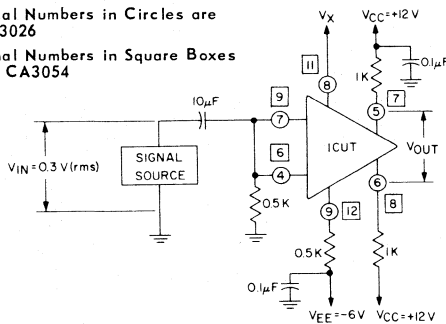 al Numbers in Circles are
3026
al Numbers in Square Boxes
CA3054
VX
VCC=+12 V
0.1µF
1K
11
8
7
5
10µF
9
7
VIN=0.3 V(rms)
SIGNAL
SOURCE
6
4
ICUT
VOUT
6
8
0.5K
9
12
0.5K
1K
0.1µF
VEE=-6V
VCC=+12V